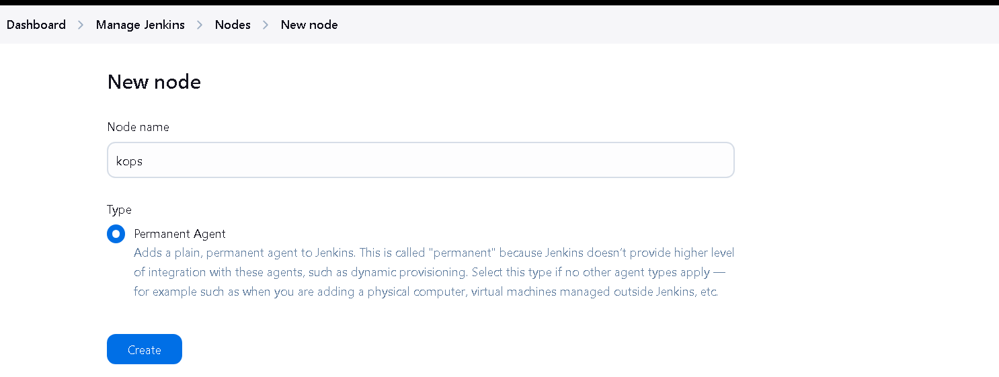 Dashboard > Manage Jenkins > Nodes > New node
New node
Node name
kops
Type
Permanent Agent
Adds a plain, permanent agent to Jenkins. This is called "permanent" because Jenkins doesn't provide higher level
of integration with these agents, such as dynamic provisioning. Select this type if no other agent types apply —
for example such as when you are adding a physical computer, virtual machines managed outside Jenkins, etc.
Create